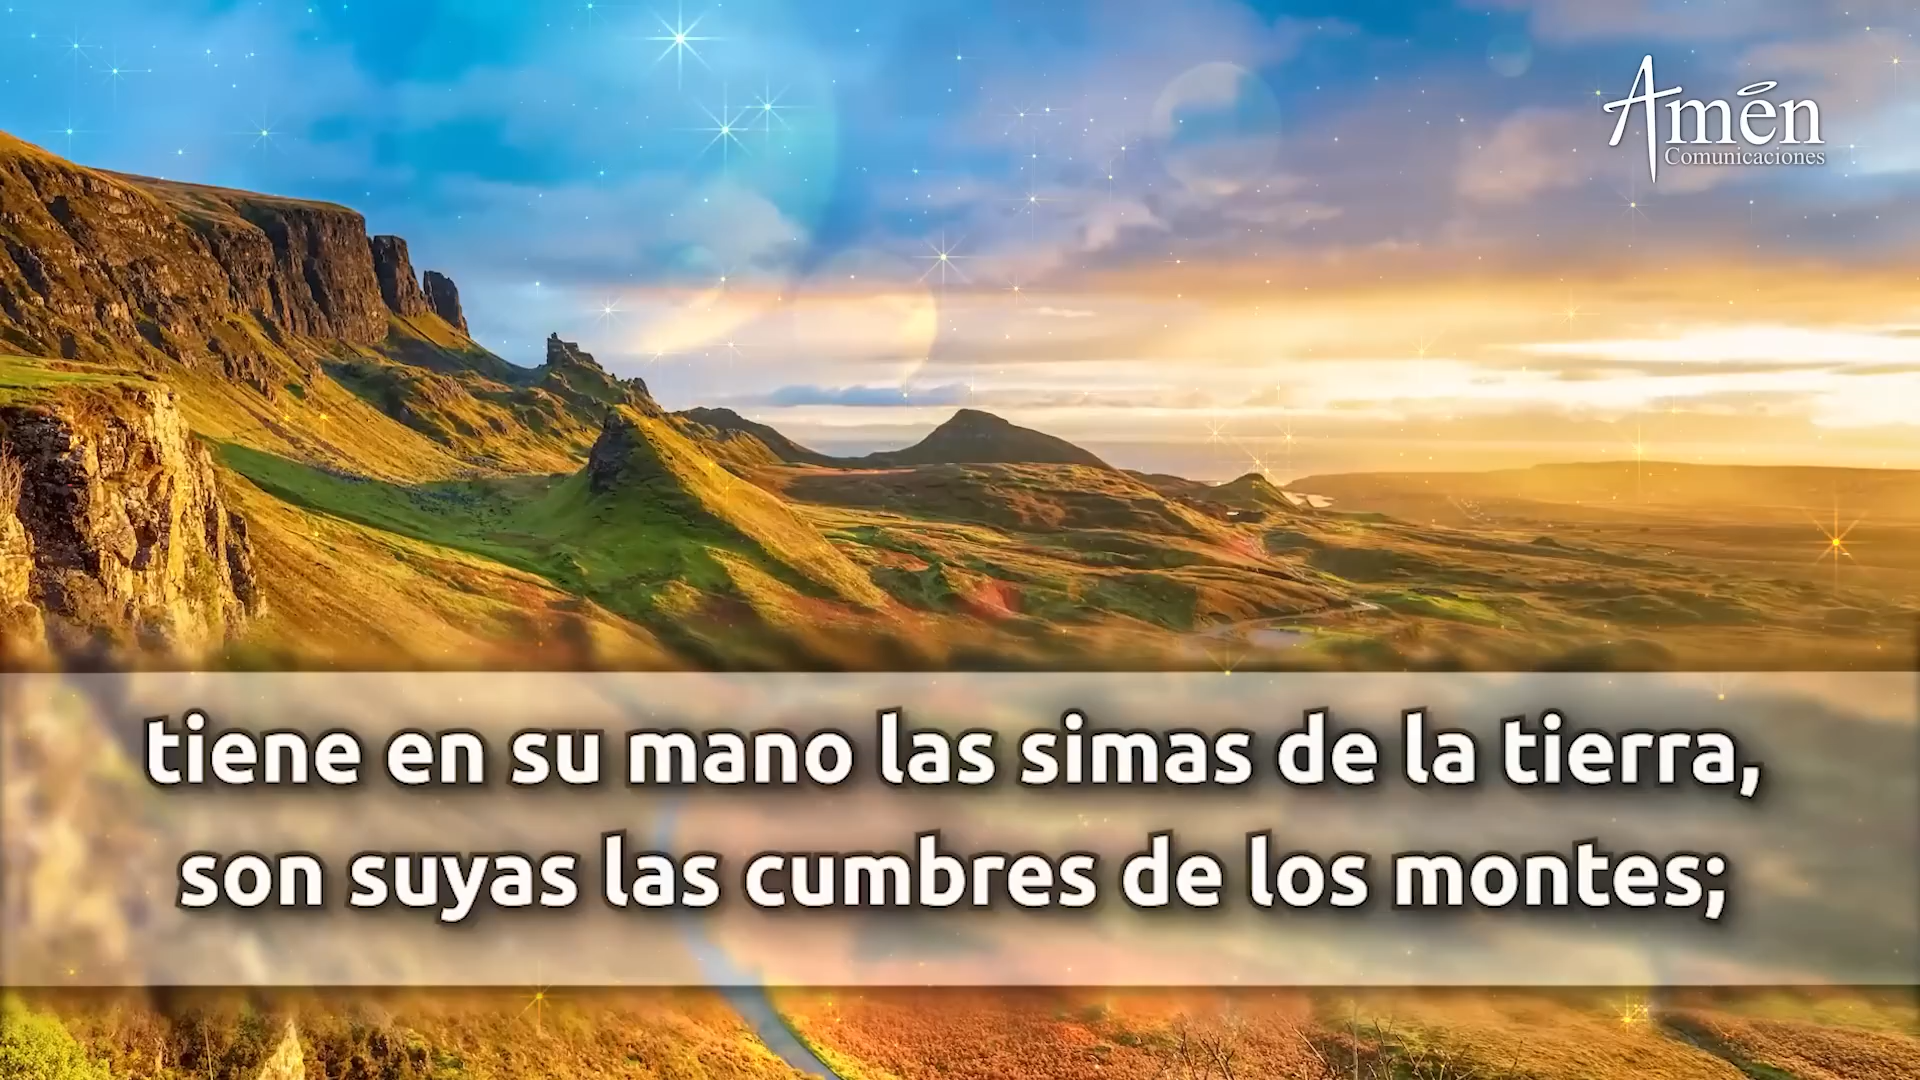 Amén
Comunicaciones
tiene en su mano las simas de la tierra,
son suyas las cumbres de los montes;